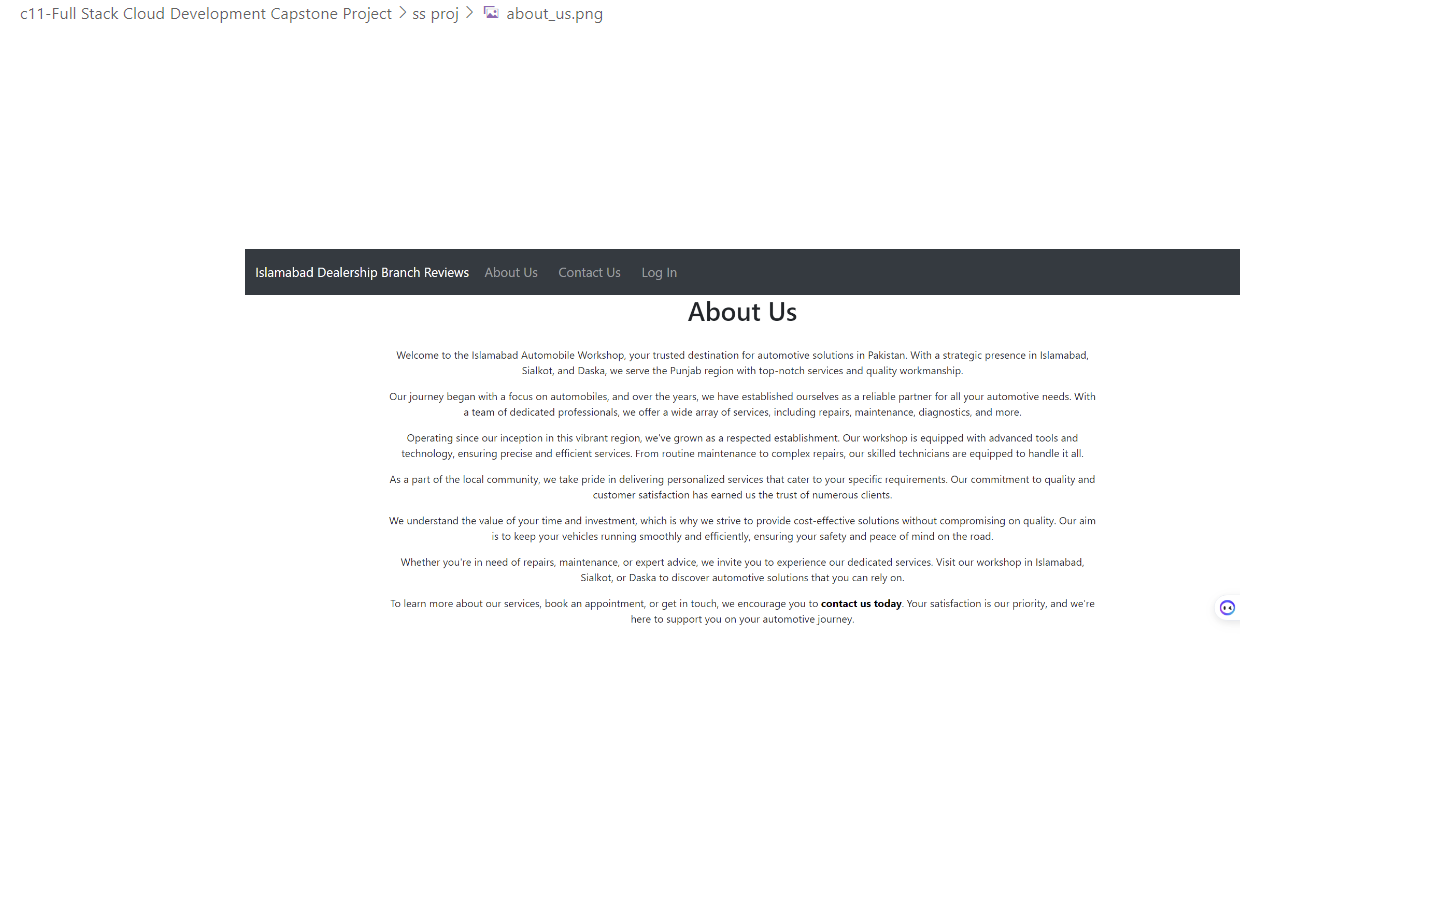 c11-Full Stack Cloud Development Capstone Project > ss proj > about_us.png
Islamabad Dealership Branch Reviews About Us Contact Us Log In
About Us
Welcome to the Islamabad Automobile Workshop, your trusted destination for automotive solutions in Pakistan. With a strategic presence in Islamabad,
Sialkot, and Daska, we serve the Punjab region with top-notch services and quality workmanship.
Our journey began with a focus on automobiles, and over the years, we have established ourselves as a reliable partner for all your automotive needs. With
a team of dedicated professionals, we offer a wide array of services, including repairs, maintenance, diagnostics, and more.
Operating since our inception in this vibrant region, we've grown as a respected establishment. Our workshop is equipped with advanced tools and
technology, ensuring precise and efficient services. From routine maintenance to complex repairs, our skilled technicians are equipped to handle it all.
As a part of the local community, we take pride in delivering personalized services that cater to your specific requirements. Our commitment to quality and
customer satisfaction has earned us the trust of numerous clients.
We understand the value of your time and investment, which is why we strive to provide cost-effective solutions without compromising on quality. Our aim
is to keep your vehicles running smoothly and efficiently, ensuring your safety and peace of mind on the road.
Whether you're in need of repairs, maintenance, or expert advice, we invite you to experience our dedicated services. Visit our workshop in Islamabad,
Sialkot, or Daska to discover automotive solutions that you can rely on.
To learn more about our services, book an appointment, or get in touch, we encourage you to contact us today. Your satisfaction is our priority, and we're
here to support you on your automotive journey.